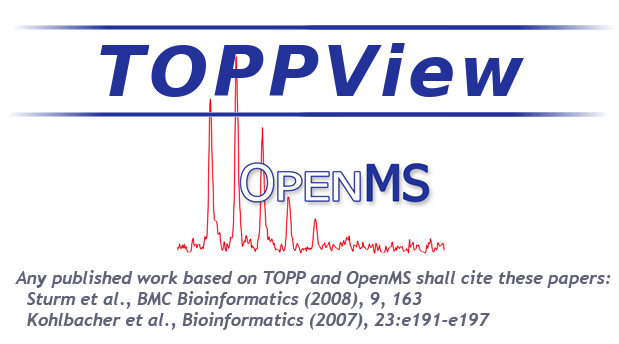 TOPPView
OPENMS
Any published work based on TOPP and OpenMS shall cite these papers:
Sturm et al., BMC Bioinformatics (2008), 9, 163
Kohlbacher et al., Bioinformatics (2007), 23:e191-e197